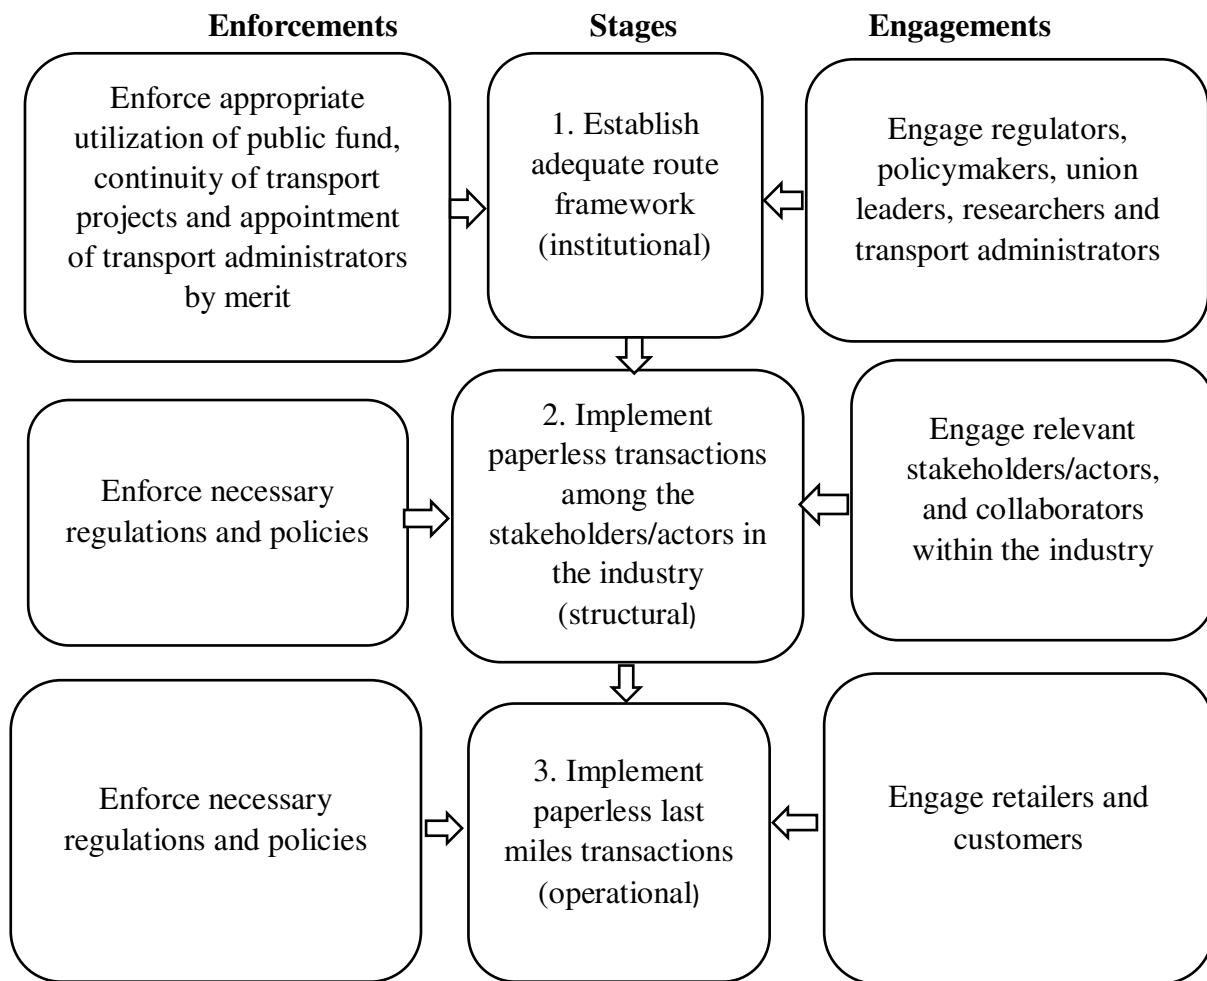 Enforcements
Stages
Engagements
Enforce appropriate
utilization of public fund,
continuity of transport
projects and appointment
of transport administrators
by merit
1. Establish
adequate route
framework
(institutional)
Engage regulators,
policymakers, union
leaders, researchers and
transport administrators
Enforce necessary
regulations and policies
2. Implement
paperless transactions
among the
stakeholders/actors in
the industry
(structural)
Engage relevant
stakeholders/actors,
and collaborators
within the industry
Enforce necessary
regulations and policies
3. Implement
paperless last
miles transactions
(operational)
Engage retailers and
customers